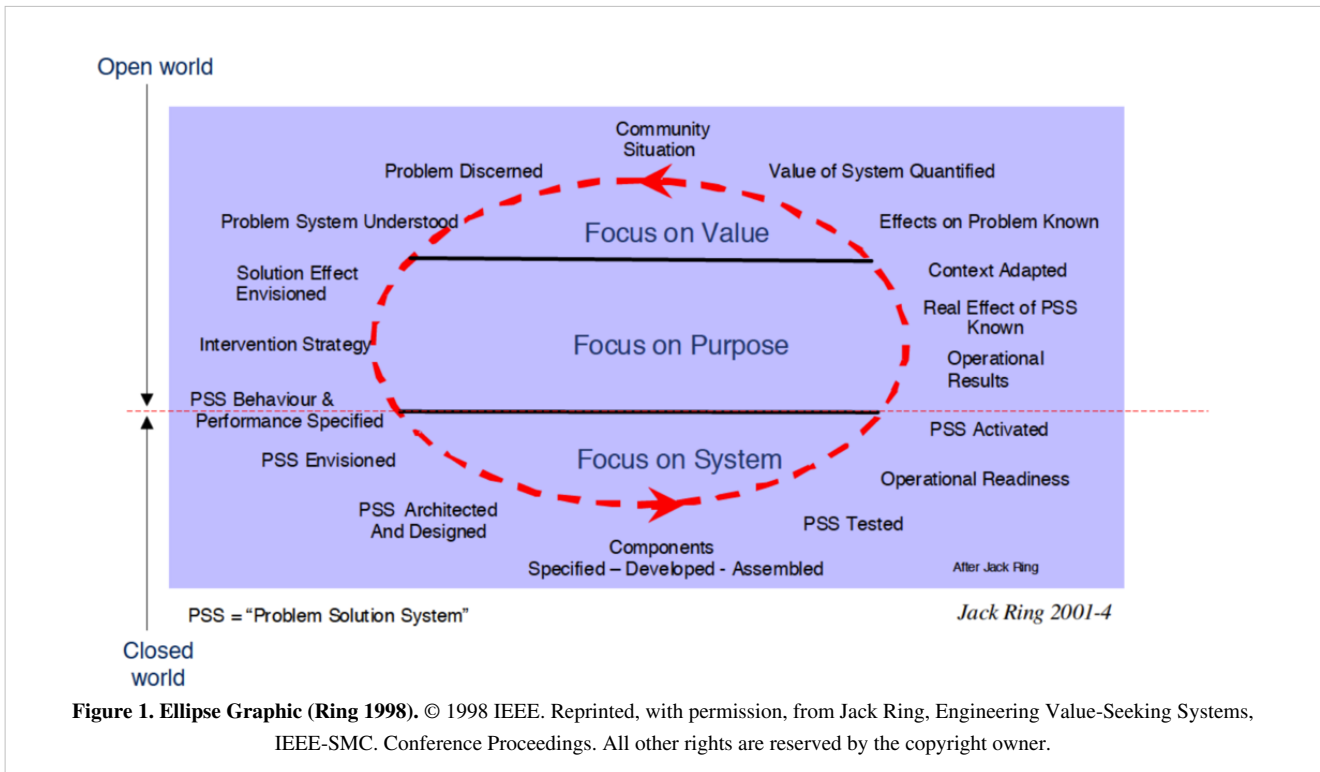 Open world
Community
Situation
Problem Discerned
Value of System Quantified
Problem System Understood
Effects on Problem Known
Focus on Value
Solution Effect
Envisioned
Context Adapted
Real Effect of PSS
Known
Intervention Strategy
Focus on Purpose
Operational
Results
PSS Behaviour &
Performance Specified
PSS Activated
PSS Envisioned
Focus on System
Operational Readiness
PSS Architected
And Designed
PSS Tested
Components
Specified – Developed - Assembled
After Jack Ring
PSS = “Problem Solution System”
Jack Ring 2001-4
Closed
world
Figure 1. Ellipse Graphic (Ring 1998). © 1998 IEEE. Reprinted, with permission, from Jack Ring, Engineering Value-Seeking Systems,
IEEE-SMC. Conference Proceedings. All other rights are reserved by the copyright owner.